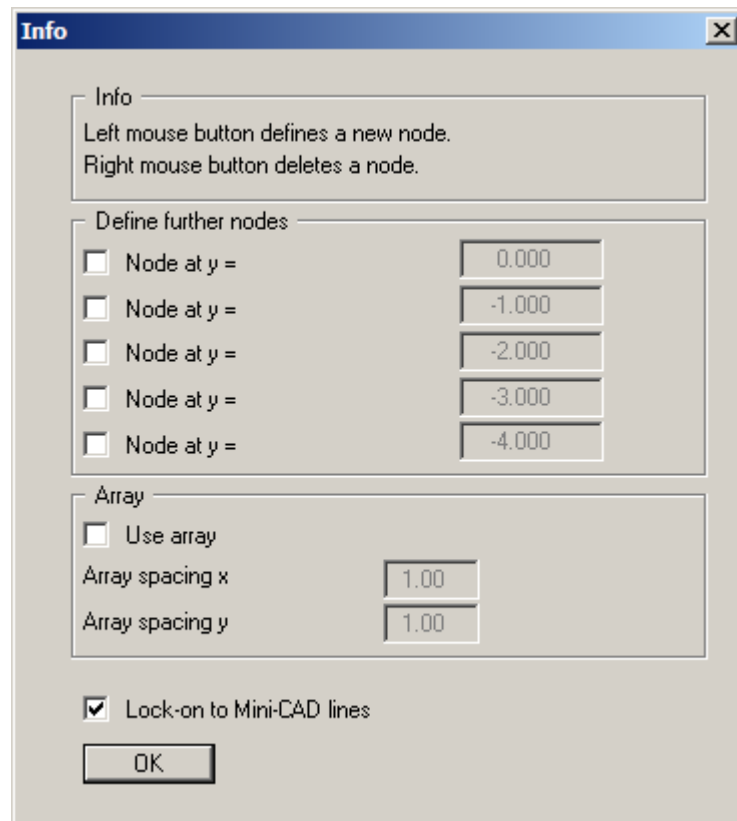 Info
Info
Left mouse button defines a new node.
Right mouse button deletes a node.
Define further nodes
Node at y = 0.000
Node at y = -1.000
Node at y = -2.000
Node at y = -3.000
Node at y = -4.000
Array
Use array
Array spacing x 1.00
Array spacing y 1.00
Lock-on to Mini-CAD lines
OK